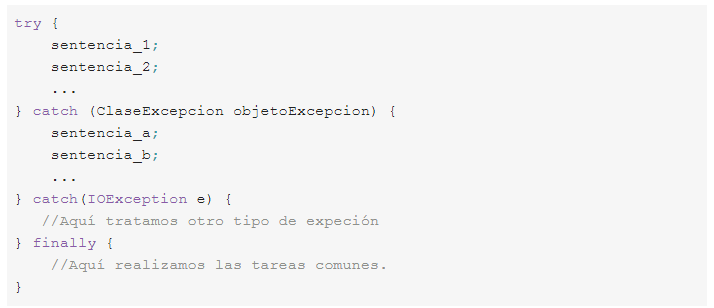 try {
    sentencia_1;
    sentencia_2;
    ...
} catch (ClaseExcepcion objetoExcepcion) {
    sentencia_a;
    sentencia_b;
    ...
} catch(IOException e) {
   //Aquí tratamos otro tipo de expeción
} finally {
    //Aquí realizamos las tareas comunes.
}